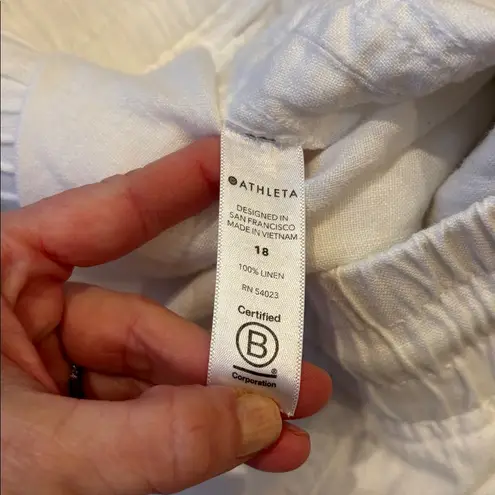 ATHLETA
DESIGNED IN
SAN FRANCISCO
MADE IN VIETNAM
18
100% LINEN
RN 54023
Certified
B
Corporation